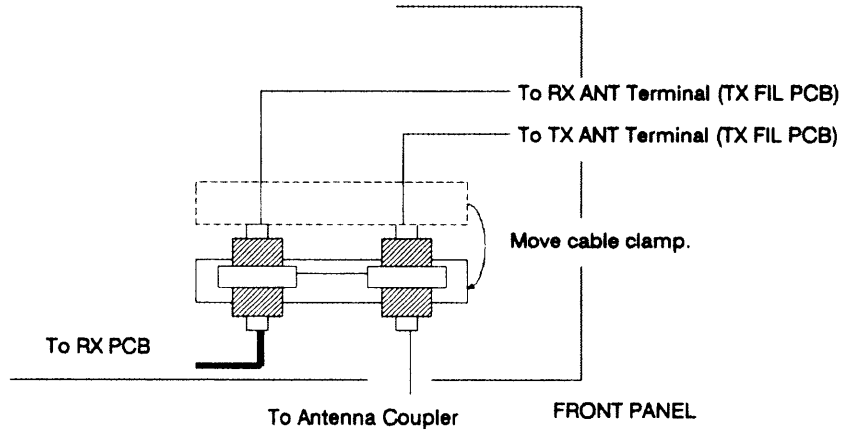 To RX ANT Terminal (TX FIL PCB)
To TX ANT Terminal (TX FIL PCB)
Move cable clamp.
To RX PCB
To Antenna Coupler
FRONT PANEL